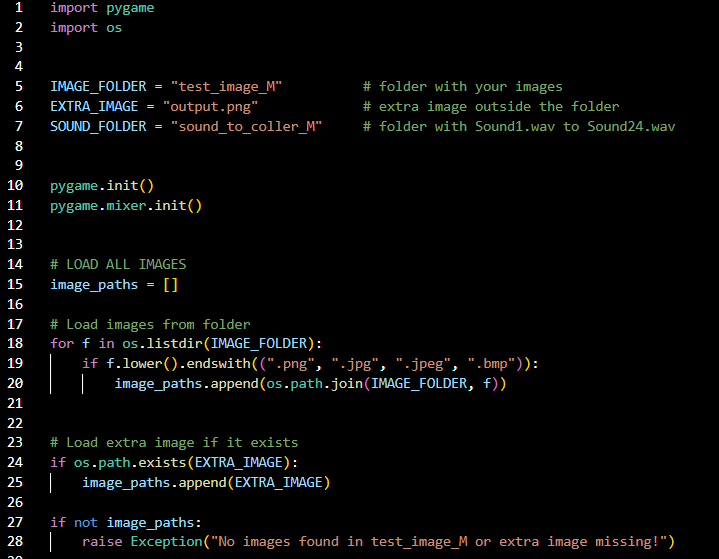 1 import pygame
2 import os
3
4
5 IMAGE_FOLDER = "test_image_M" # folder with your images
6 EXTRA_IMAGE = "output.png" # extra image outside the folder
7 SOUND_FOLDER = "sound_to_coller_M" # folder with Sound1.wav to Sound24.wav
8
9
10 pygame.init()
11 pygame.mixer.init()
12
13
14 # LOAD ALL IMAGES
15 image_paths = []
16
17 # Load images from folder
18 for f in os.listdir(IMAGE_FOLDER):
19 if f.lower().endswith((".png", ".jpg", ".jpeg", ".bmp")):
20 image_paths.append(os.path.join(IMAGE_FOLDER, f))
21
22
23 # Load extra image if it exists
24 if os.path.exists(EXTRA_IMAGE):
25 image_paths.append(EXTRA_IMAGE)
26
27 if not image_paths:
28 raise Exception("No images found in test_image_M or extra image missing!")